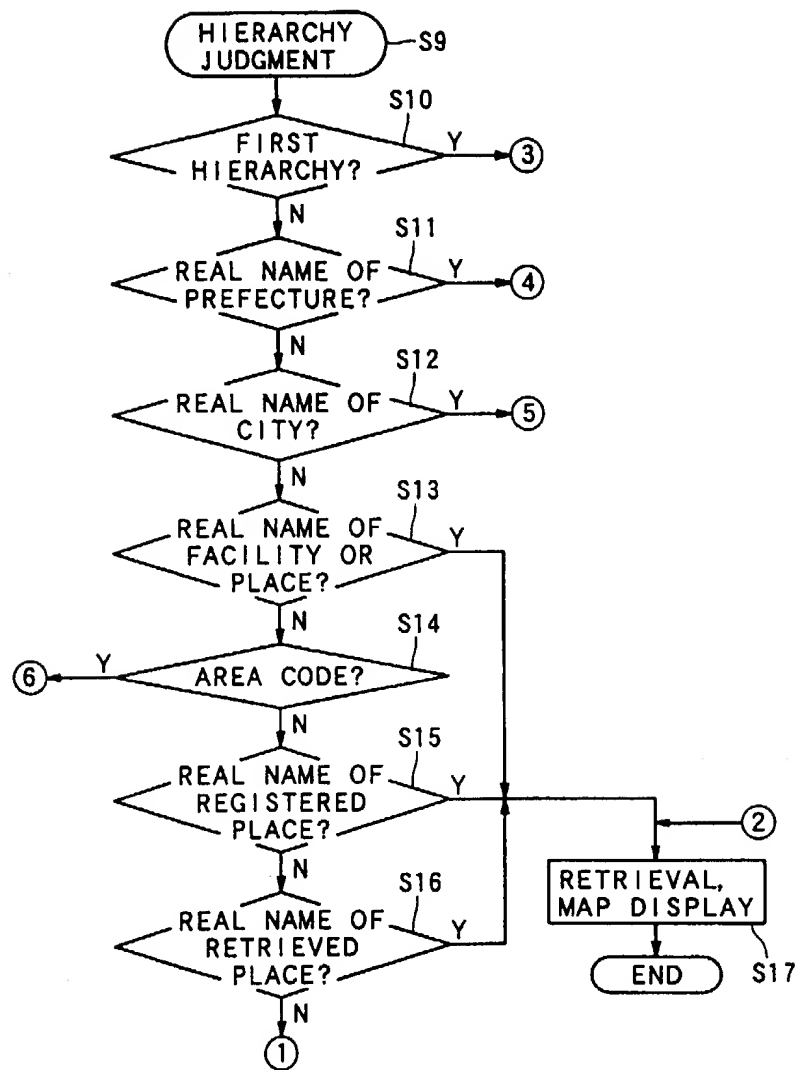 HIERARCHY
JUDGMENT
S9
S10
FIRST
HIERARCHY?
Y
3
N
S11
REAL NAME OF
PREFECTURE?
Y
4
N
S12
REAL NAME OF
CITY?
Y
5
N
S13
REAL NAME OF
FACILITY OR
PLACE?
Y
N
S14
6
Y
AREA CODE?
N
S15
REAL NAME OF
REGISTERED
PLACE?
Y
2
N
S16
REAL NAME OF
RETRIEVED
PLACE?
Y
RETRIEVAL,
MAP DISPLAY
S17
END
N
1